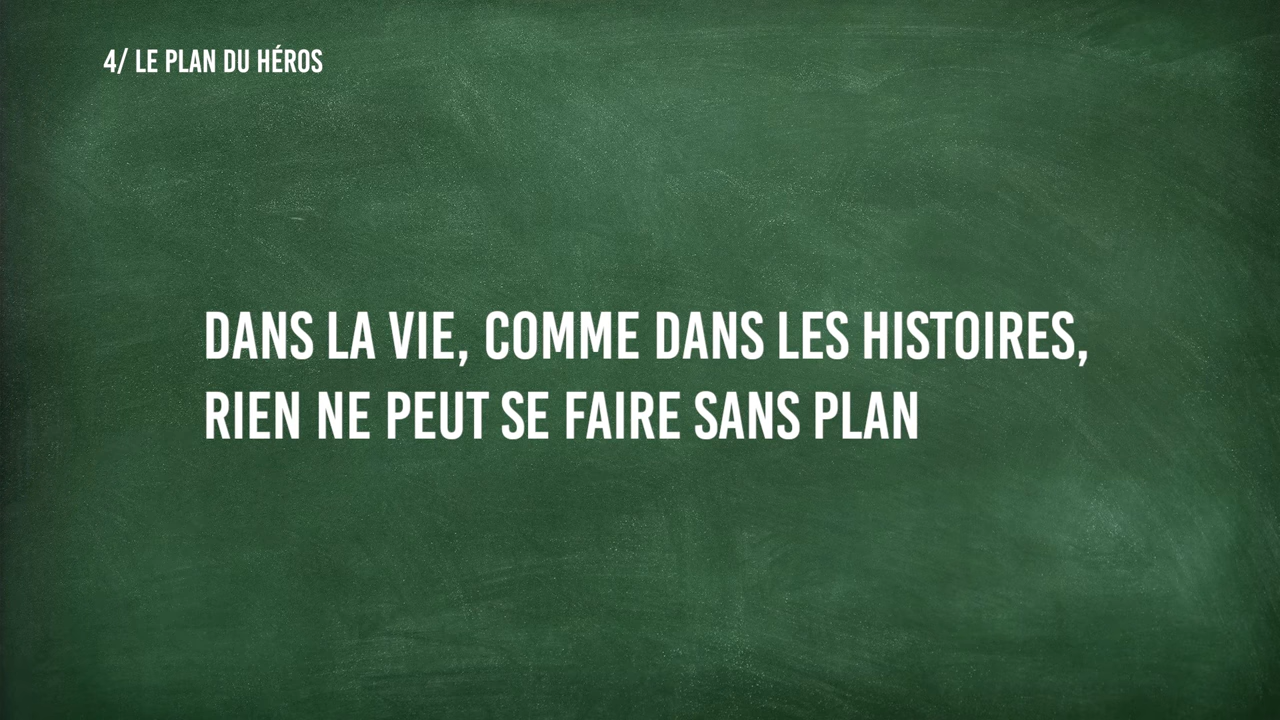 4/ LE PLAN DU HÉROS
DANS LA VIE, COMME DANS LES HISTOIRES,
RIEN NE PEUT SE FAIRE SANS PLAN